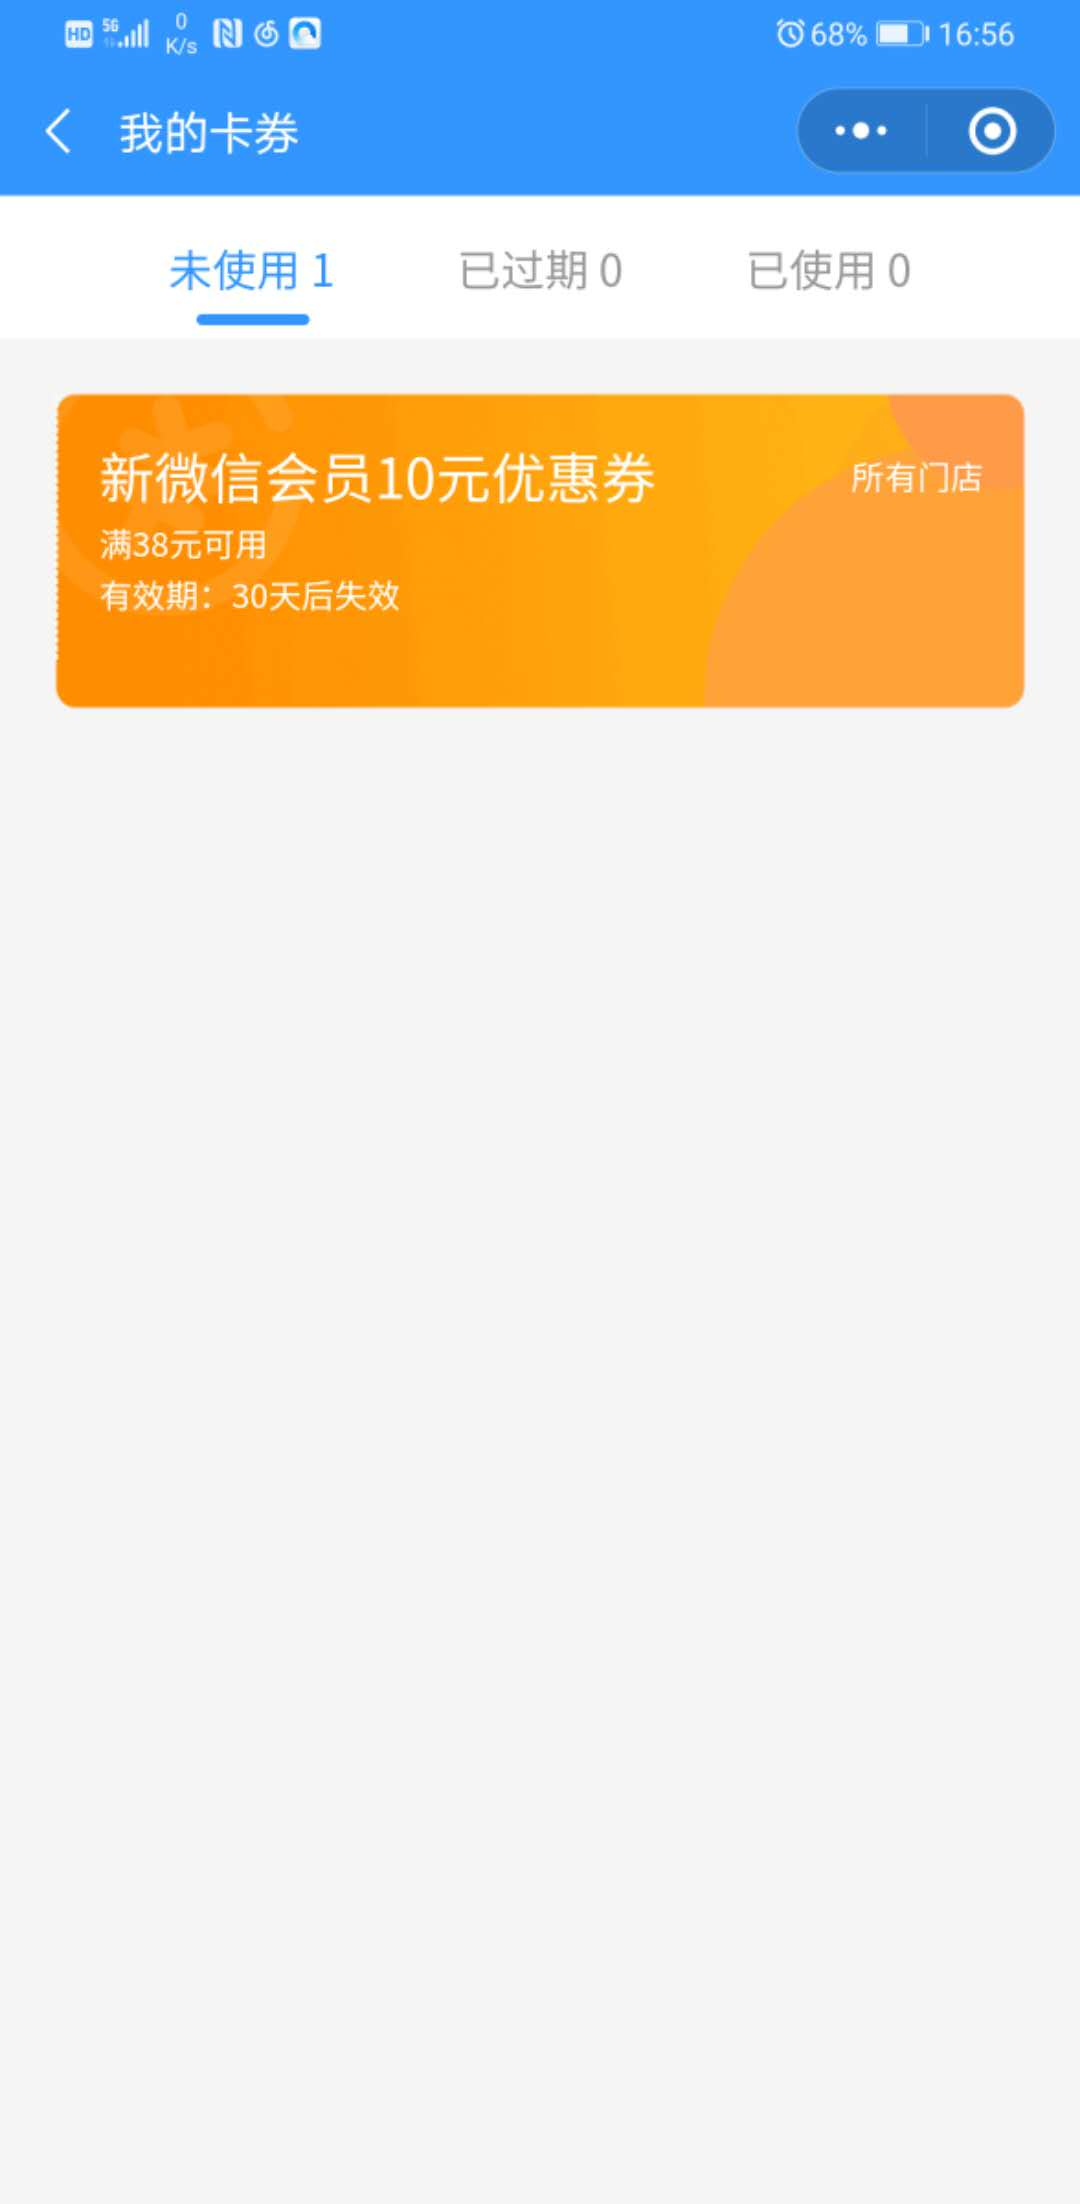 HD 5G 0 K/s 68% 16:56
我的卡券
未使用 1 已过期 0 已使用 0
新微信会员10元优惠券 所有门店
满38元可用
有效期：30天后失效